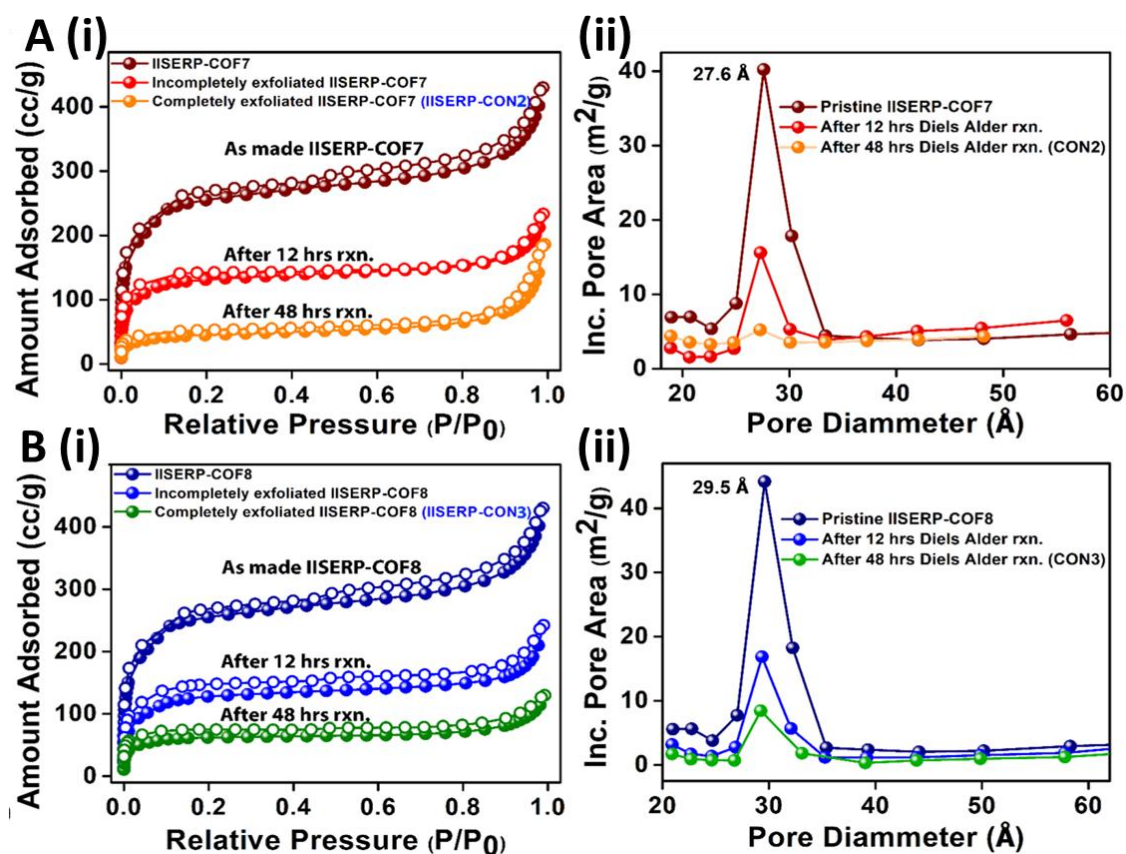 A (i)
IISERP-COF7
Incompletely exfoliated IISERP-COF7
Completely exfoliated IISERP-COF7 (IISERP-CON2)
As made IISERP-COF7
After 12 hrs rxn.
After 48 hrs rxn.
Amount Adsorbed (cc/g)
400
300
200
100
0
0.0 0.2 0.4 0.6 0.8 1.0
Relative Pressure (P/P0)
(ii)
27.6 Å
Pristine IISERP-COF7
After 12 hrs Diels Alder rxn.
After 48 hrs Diels Alder rxn. (CON2)
Inc. Pore Area (m²/g)
40
30
20
10
0
20 30 40 50 60
Pore Diammeter (Å)
B (i)
IISERP-COF8
Incompletely exfoliated IISERP-COF8
Completely exfoliated IISERP-COF8 (IISERP-CON3)
As made IISERP-COF8
After 12 hrs rxn.
After 48 hrs rxn.
Amount Adsorbed (cc/g)
400
300
200
100
0
0.0 0.2 0.4 0.6 0.8 1.0
Relative Pressure (P/P0)
(ii)
29.5 Å
Pristine IISERP-COF8
After 12 hrs Diels Alder rxn.
After 48 hrs Diels Alder rxn. (CON3)
Inc. Pore Area (m²/g)
40
30
20
10
0
20 30 40 50 60
Pore Diammeter (Å)